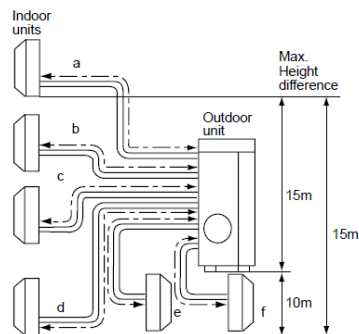 Indoor
units
a
Max.
Height
difference
b
Outdoor
unit
c
15m
15m
d
e
f
10m